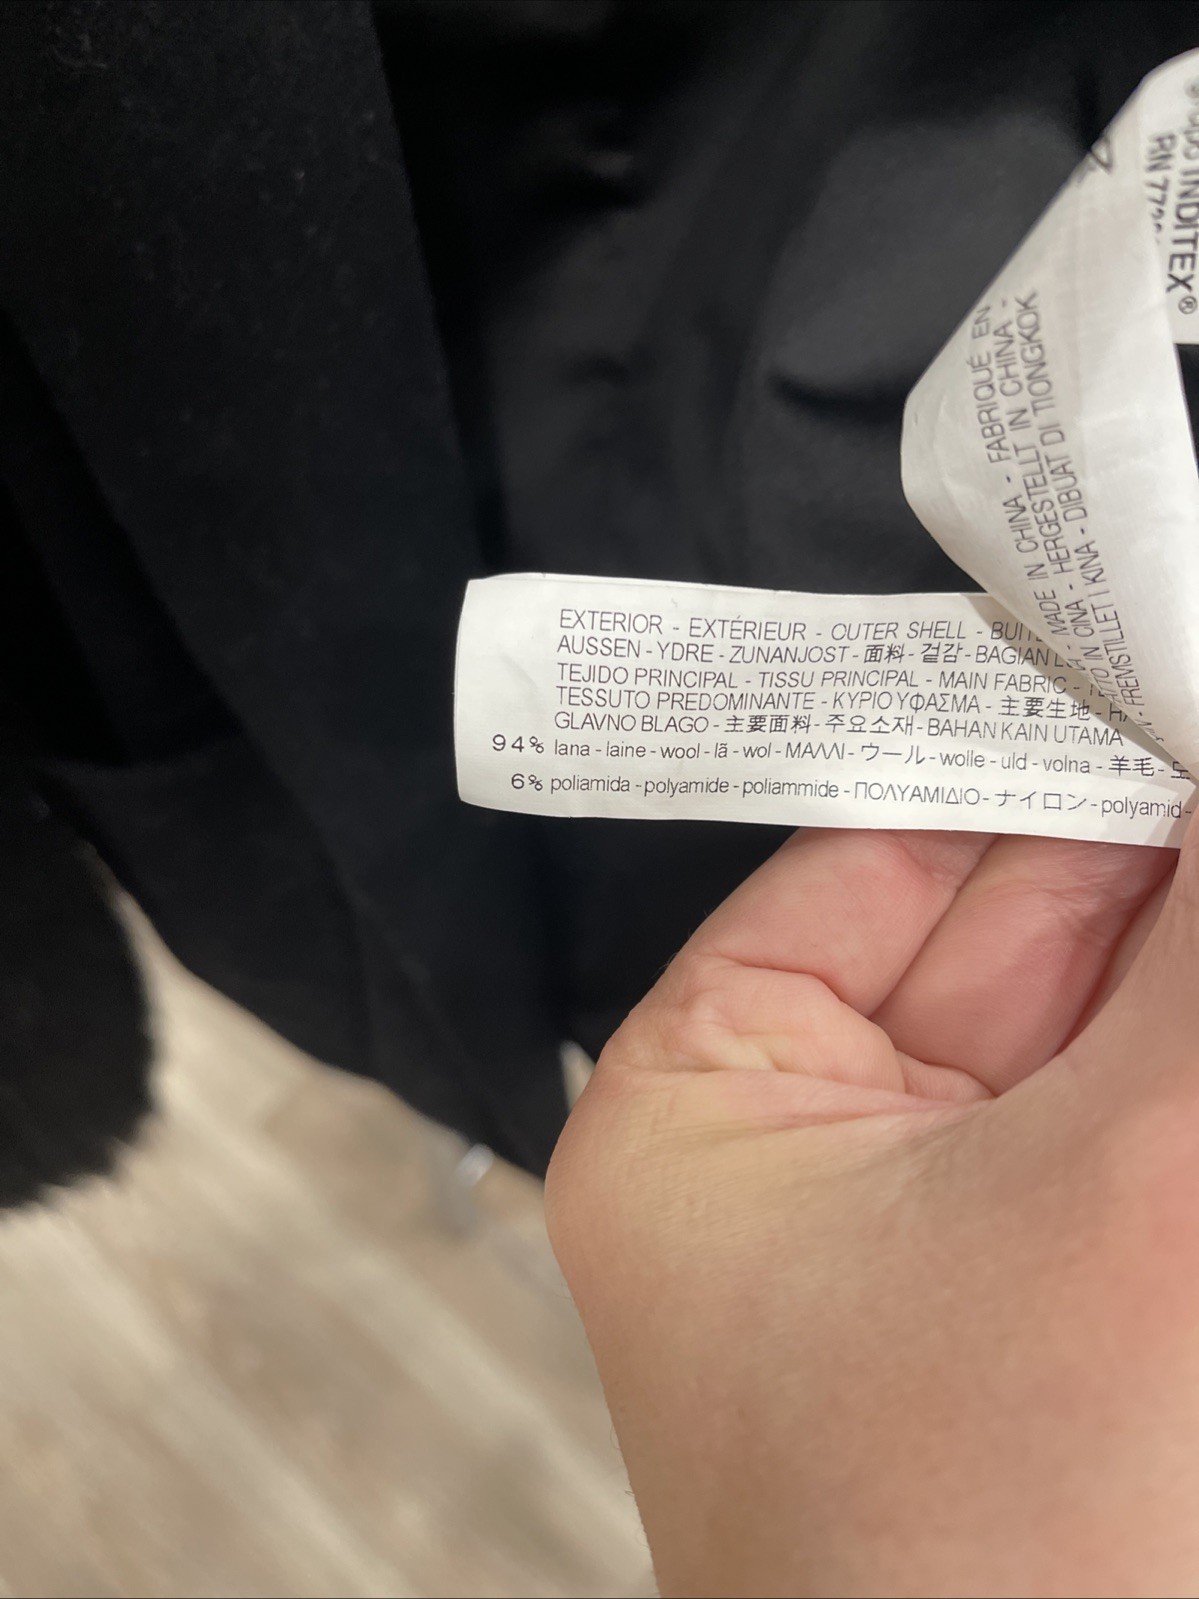 INDITEX®
RN 77
MADE IN CHINA - FABRIQUÉ EN
CINA - HERGESTELLT IN CHINA -
IN KINA - DIBUAT DI TIONGKOK
FREMSTILLET I
EXTERIOR - EXTÉRIEUR - OUTER SHELL -
AUSSEN - YDRE - ZUNANJOST - 面料 - 겉감 - BAGIAN
TEJIDO PRINCIPAL - TISSU PRINCIPAL - MAIN FABRIC -
TESSUTO PREDOMINANTE - ΚΥΡΙΟ ΥΦΑΣΜΑ - 主要生地 -
GLAVNO BLAGO - 主要面料 - 주요소재 - BAHAN KAIN UTAMA
94% lana - laine - wool - lã - wol - ΜΑΛΛΙ - ウール - wolle - uld - volna - 羊毛 -
6% poliamida - polyamide - poliammide - ΠΟΛΥΑΜΙΔΙΟ - ナイロン - polyamid -